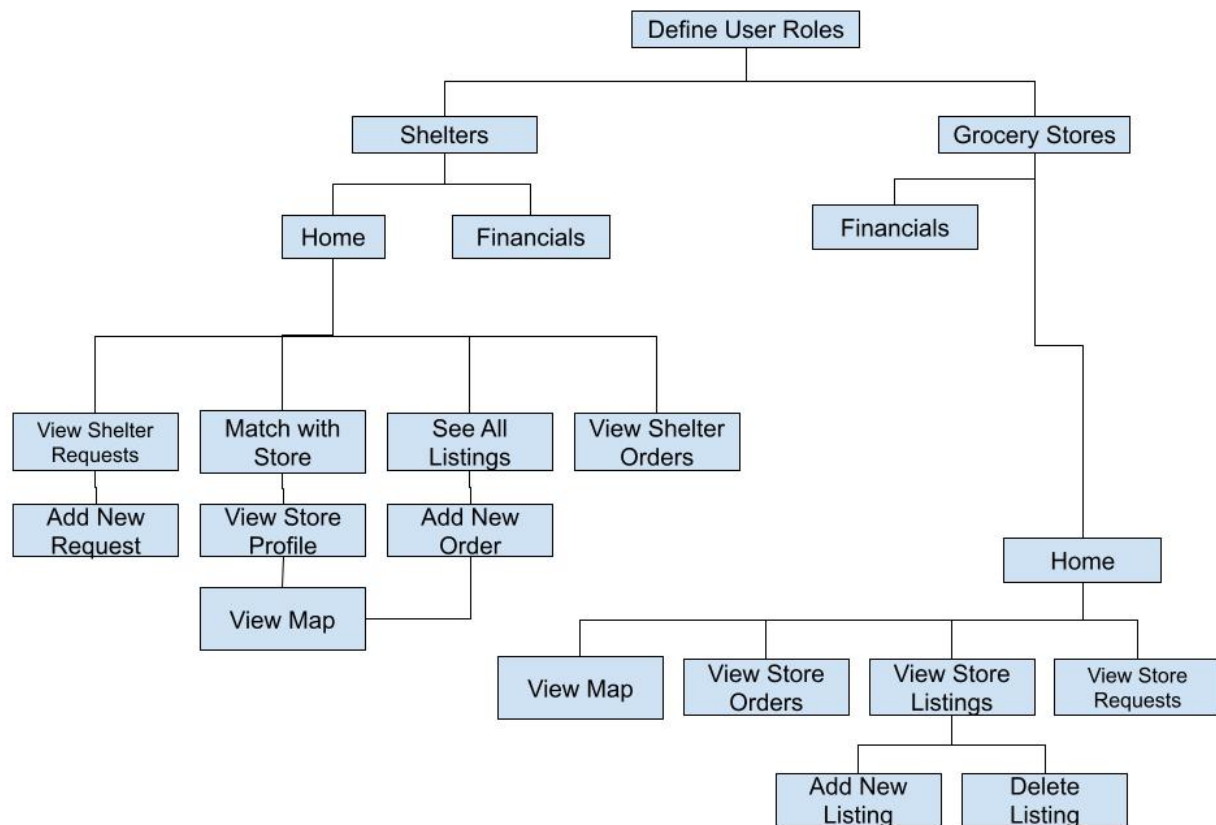 Define User Roles
Shelters
Grocery Stores
Home
Financials
Financials
View Shelter
Requests
Match with
Store
See All
Listings
View Shelter
Orders
Add New
Request
View Store
Profile
Add New
Order
Home
View Map
View Map
View Store
Orders
View Store
Listings
View Store
Requests
Add New
Listing
Delete
Listing